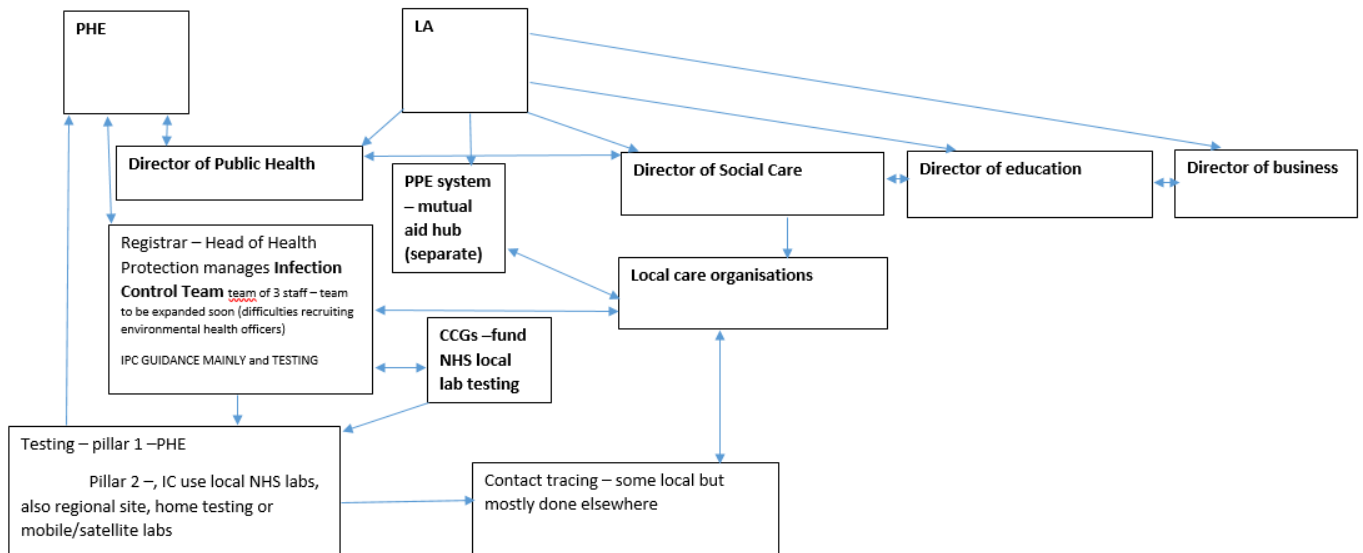 PHE
LA
Director of Public Health
PPE system
– mutual
aid hub
(separate)
Director of Social Care
Director of education
Director of business
Registrar – Head of Health
Protection manages Infection
Control Team team of 3 staff – team
to be expanded soon (difficulties recruiting
environmental health officers)
IPC GUIDANCE MAINLY and TESTING
Local care organisations
CCGs –fund
NHS local
lab testing
Testing – pillar 1 –PHE
Pillar 2 –, IC use local NHS labs,
also regional site, home testing or
mobile/satellite labs
Contact tracing – some local but
mostly done elsewhere